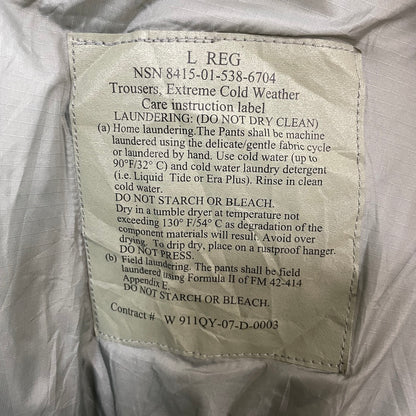 L REG
NSN 8415-01-538-6704
Trousers, Extreme Cold Weather
Care instruction label
LAUNDERING: (DO NOT DRY CLEAN)
(a) Home laundering.The Pants shall be machine
laundered using the delicate/gentle fabric cycle
or laundered by hand. Use cold water (up to
90°F/32° C) and cold water laundry detergent
(i.e. Liquid Tide or Era Plus). Rinse in clean
cold water.
DO NOT STARCH OR BLEACH.
Dry in a tumble dryer at temperature not
exceeding 130° F/54° C as degradation of the
component materials will result. Avoid over
drying. To drip dry, place on a rustproof hanger.
DO NOT PRESS.
(b) Field laundering. The pants shall be field
laundered using Formula II of FM 42-414
Appendix E.
DO NOT STARCH OR BLEACH.
Contract # W 911QY-07-D-0003